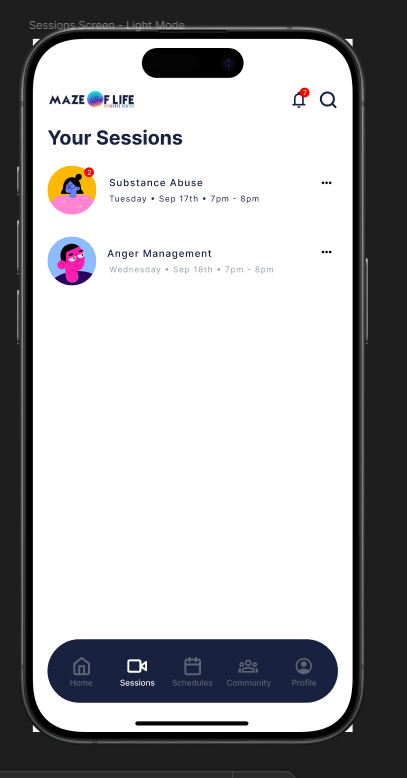 Sessions Screen - Light Mode
MAZE OF LIFE
7
Your Sessions
2
Substance Abuse
Tuesday • Sep 17th • 7pm - 8pm
Anger Management
Wednesday • Sep 18th • 7pm - 8pm
Home
Sessions
Schedules
Community
Profile